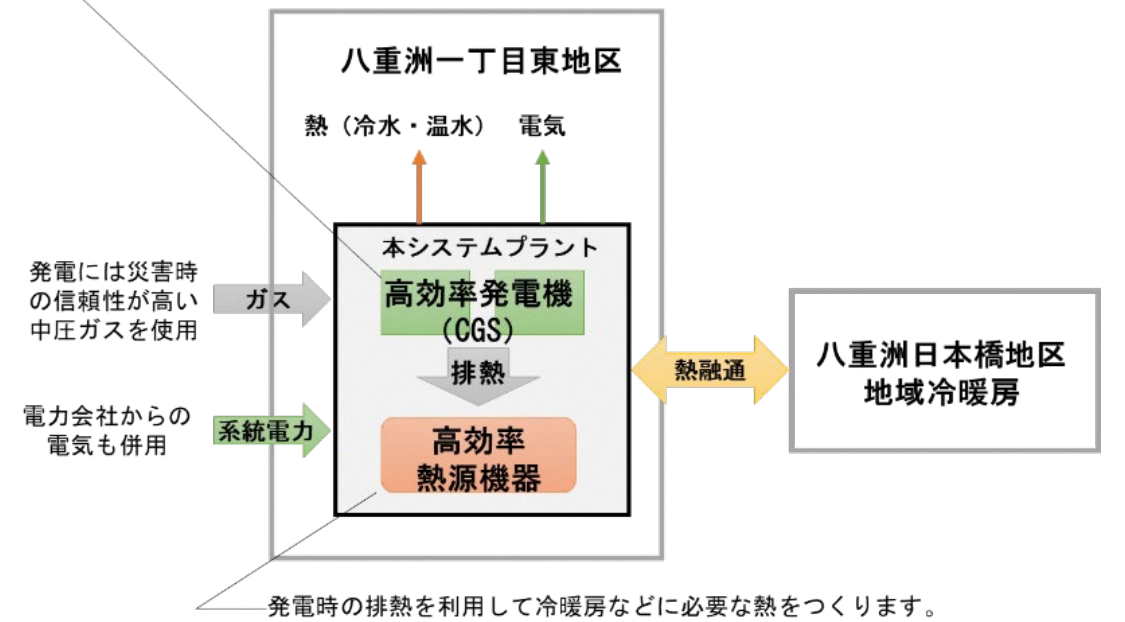 八重洲一丁目東地区
熱（冷水・温水） 電気
本システムプラント
高効率発電機
（CGS）
発電には災害時
の信頼性が高い
中圧ガスを使用
ガス
排熱
熱融通
八重洲日本橋地区
地域冷暖房
電力会社からの
電気も併用
系統電力
高効率
熱源機器
発電時の排熱を利用して冷暖房などに必要な熱をつくります。